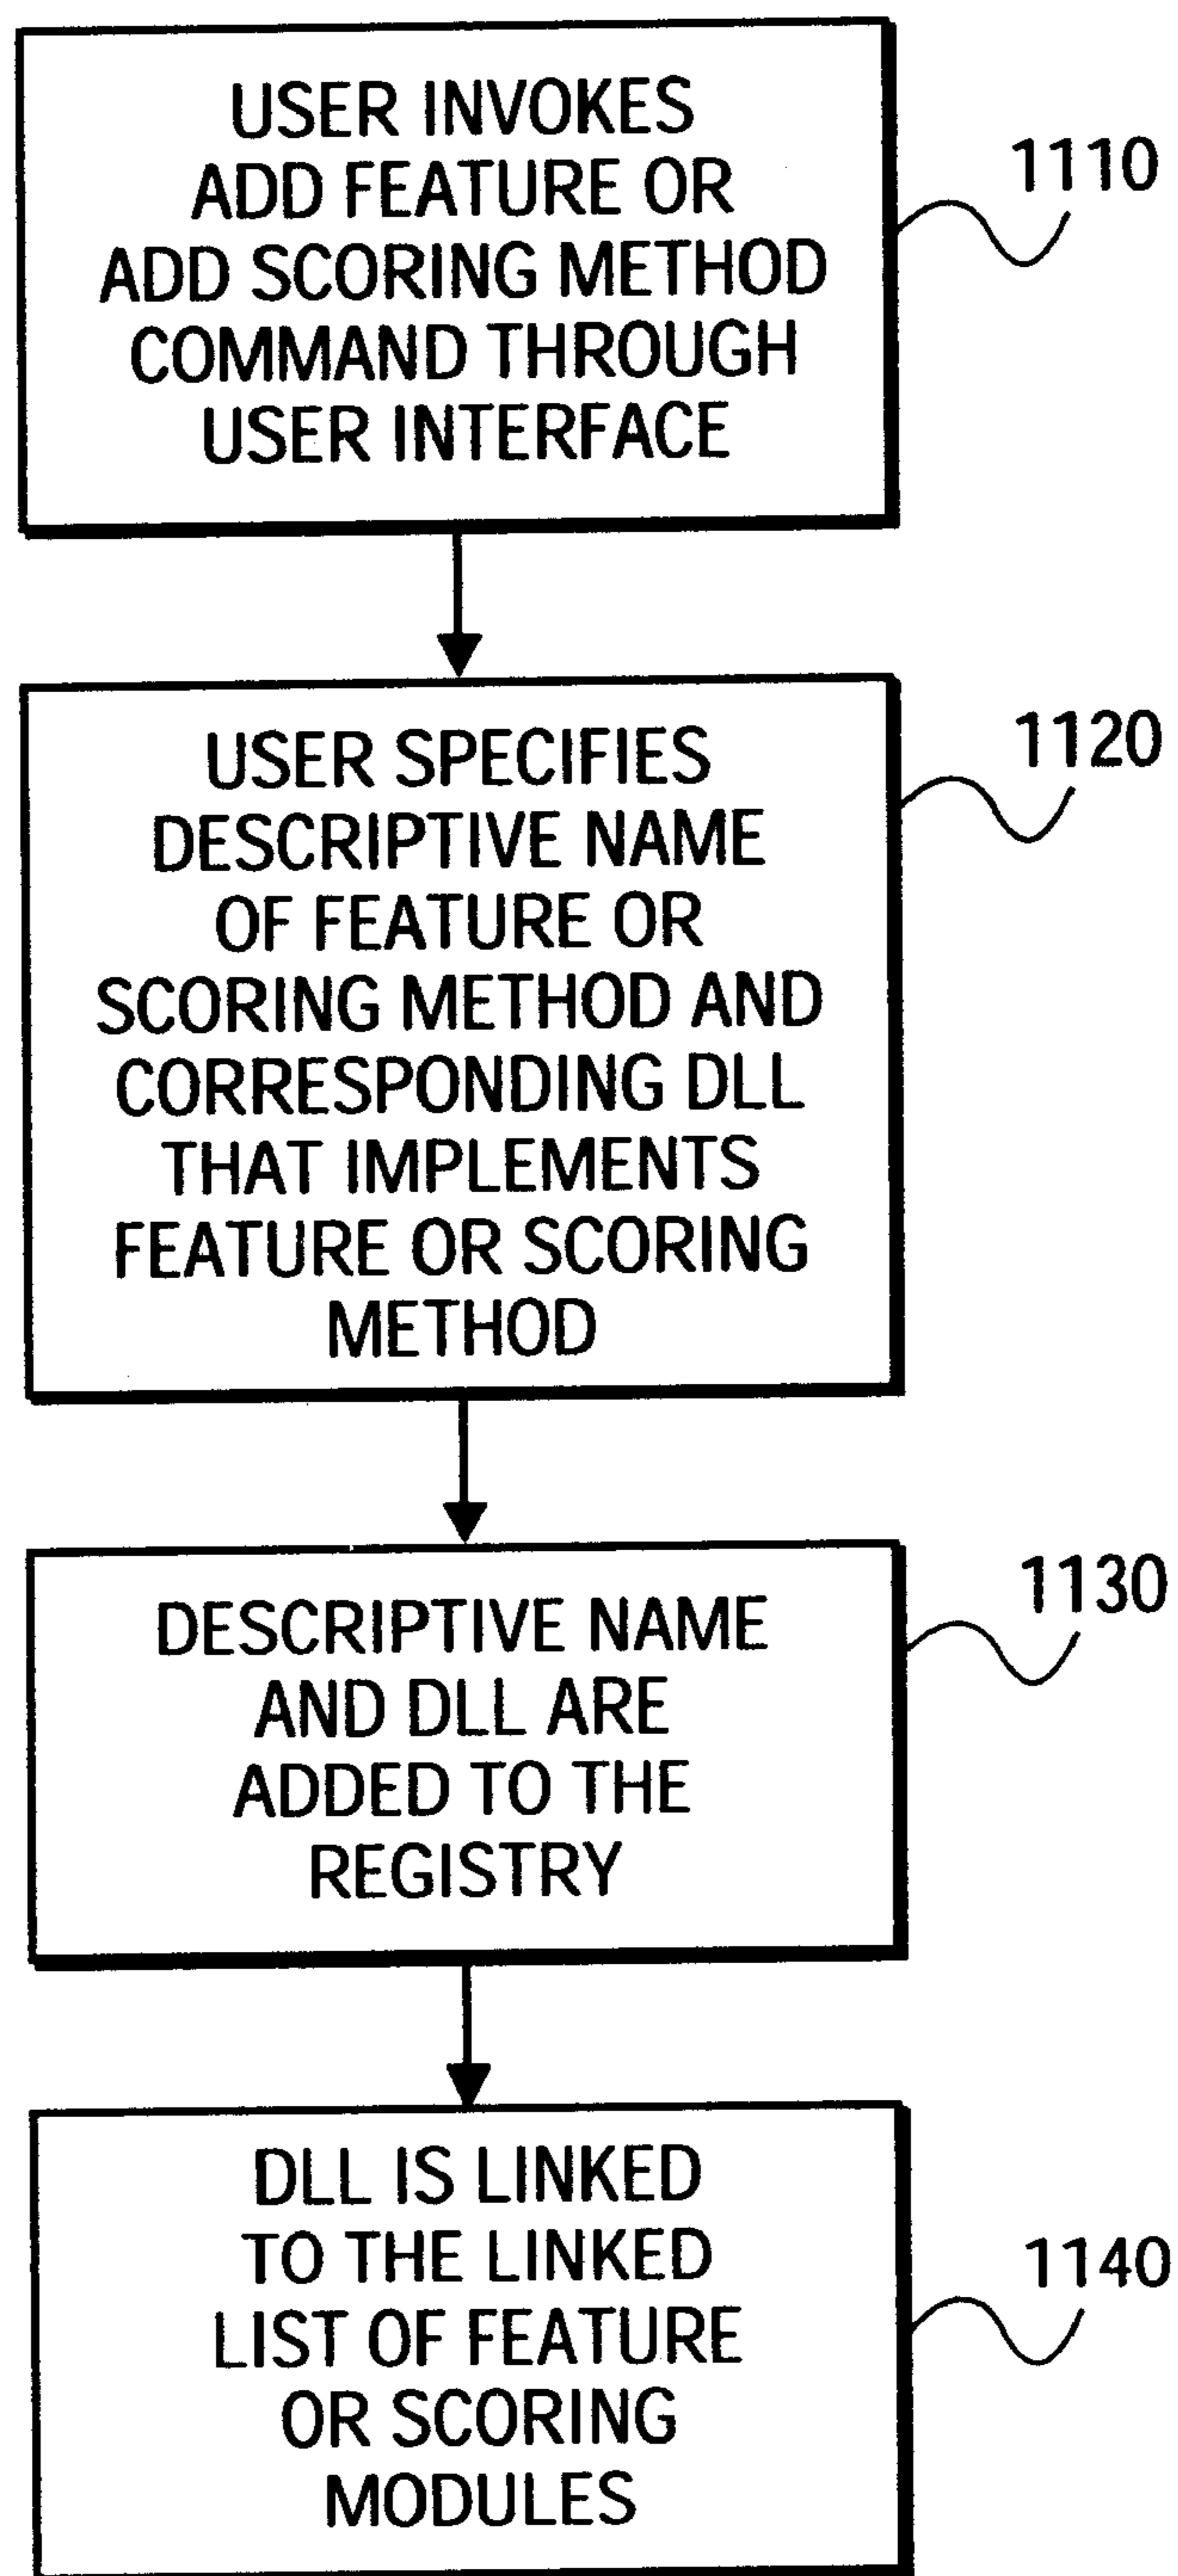 USER INVOKES
ADD FEATURE OR
ADD SCORING METHOD
COMMAND THROUGH
USER INTERFACE
1110
USER SPECIFIES
DESCRIPTIVE NAME
OF FEATURE OR
SCORING METHOD AND
CORRESPONDING DLL
THAT IMPLEMENTS
FEATURE OR SCORING
METHOD
1120
DESCRIPTIVE NAME
AND DLL ARE
ADDED TO THE
REGISTRY
1130
DLL IS LINKED
TO THE LINKED
LIST OF FEATURE
OR SCORING
MODULES
1140